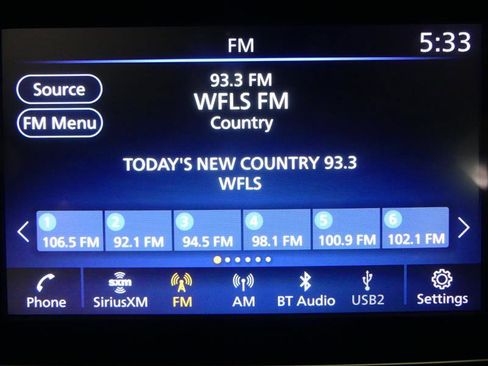 FM
5:33
Source
93.3 FM
WFLS FM
FM Menu
Country
TODAY'S NEW COUNTRY 93.3
WFLS
1 2 3 4 5 6
106.5 FM 92.1 FM 94.5 FM 98.1 FM 100.9 FM 102.1 FM
sxm
Phone SiriusXM FM AM BT Audio USB2 Settings